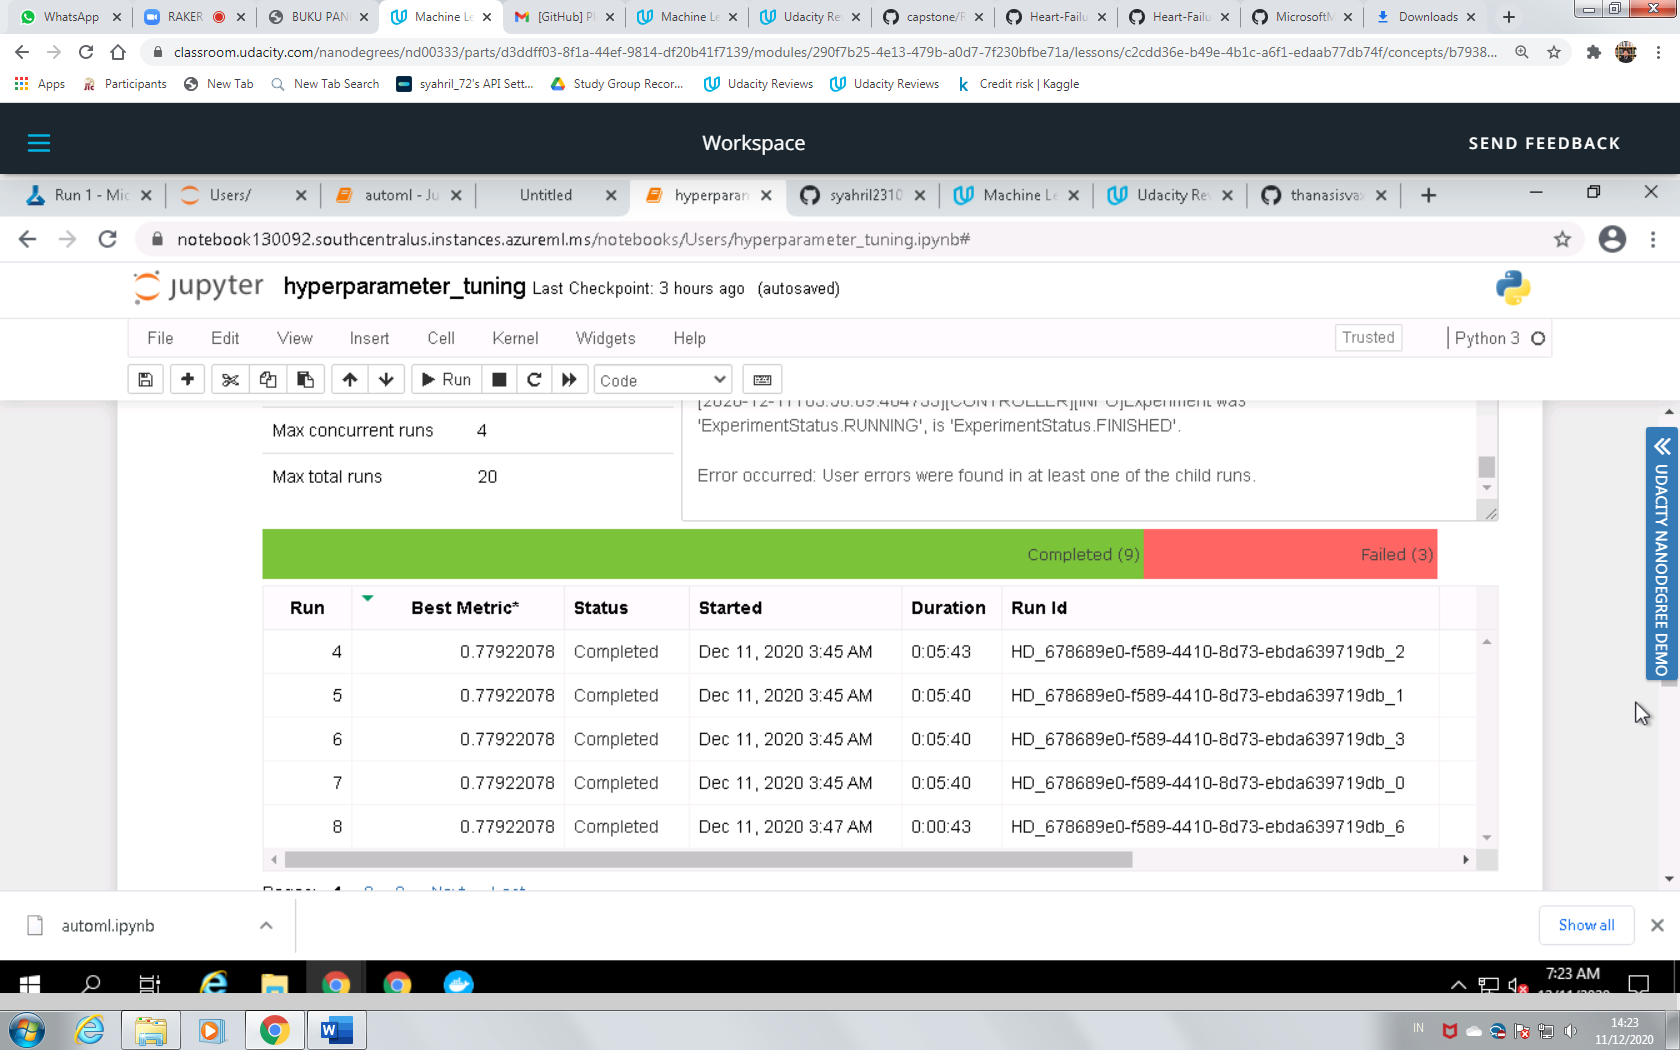 WhatsApp
RAKER
BUKU PAN
Machine Le
[GitHub] P
Machine Le
Udacity Re
capstone/F
Heart-Failu
Heart-Failu
MicrosoftM
Downloads
classroom.udacity.com/nanodegrees/nd00333/parts/d3ddff03-8f1a-44ef-9814-df20b41f7139/modules/290f7b25-4e13-479b-a0d7-7f230bfbe71a/lessons/c2cdd36e-b49e-4b1c-a6f1-edaab77db74f/concepts/b7938...
Apps
Participants
New Tab
New Tab Search
syahril_72's API Sett...
Study Group Recor...
Udacity Reviews
Udacity Reviews
Credit risk | Kaggle
Workspace
SEND FEEDBACK
Run 1 - Mic
Users/
automl - Ju
Untitled
hyperparam
syahril2310
Machine Le
Udacity Re
thanasisvax
notebook130092.southcentralus.instances.azureml.ms/notebooks/Users/hyperparameter_tuning.ipynb#
jupyter hyperparameter_tuning Last Checkpoint: 3 hours ago (autosaved)
File Edit View Insert Cell Kernel Widgets Help
Trusted
Python 3
Run
Code
Max concurrent runs 4
Max total runs 20
'ExperimentStatus.RUNNING', is 'ExperimentStatus.FINISHED'.
Error occurred: User errors were found in at least one of the child runs.
Completed (9) Failed (3)
Run Best Metric* Status Started Duration Run Id
4 0.77922078 Completed Dec 11, 2020 3:45 AM 0:05:43 HD_678689e0-f589-4410-8d73-ebda639719db_2
5 0.77922078 Completed Dec 11, 2020 3:45 AM 0:05:40 HD_678689e0-f589-4410-8d73-ebda639719db_1
6 0.77922078 Completed Dec 11, 2020 3:45 AM 0:05:40 HD_678689e0-f589-4410-8d73-ebda639719db_3
7 0.77922078 Completed Dec 11, 2020 3:45 AM 0:05:40 HD_678689e0-f589-4410-8d73-ebda639719db_0
8 0.77922078 Completed Dec 11, 2020 3:47 AM 0:00:43 HD_678689e0-f589-4410-8d73-ebda639719db_6
UDACITY NANODEGREE DEMO
automl.ipynb
Show all
7:23 AM
IN
14:23
11/12/2020